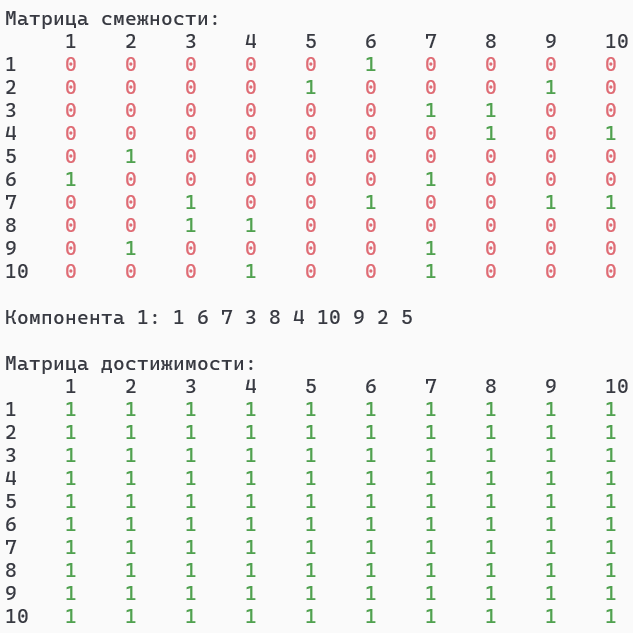 Матрица смежности:
1 2 3 4 5 6 7 8 9 10
1 0 0 0 0 0 1 0 0 0 0
2 0 0 0 0 1 0 0 0 1 0
3 0 0 0 0 0 0 1 1 0 0
4 0 0 0 0 0 0 0 1 0 1
5 0 1 0 0 0 0 0 0 0 0
6 1 0 0 0 0 0 1 0 0 0
7 0 0 1 0 0 1 0 0 1 1
8 0 0 1 1 0 0 0 0 0 0
9 0 1 0 0 0 0 1 0 0 0
10 0 0 0 1 0 0 1 0 0 0
Компонента 1: 1 6 7 3 8 4 10 9 2 5
Матрица достижимости:
1 2 3 4 5 6 7 8 9 10
1 1 1 1 1 1 1 1 1 1 1
2 1 1 1 1 1 1 1 1 1 1
3 1 1 1 1 1 1 1 1 1 1
4 1 1 1 1 1 1 1 1 1 1
5 1 1 1 1 1 1 1 1 1 1
6 1 1 1 1 1 1 1 1 1 1
7 1 1 1 1 1 1 1 1 1 1
8 1 1 1 1 1 1 1 1 1 1
9 1 1 1 1 1 1 1 1 1 1
10 1 1 1 1 1 1 1 1 1 1